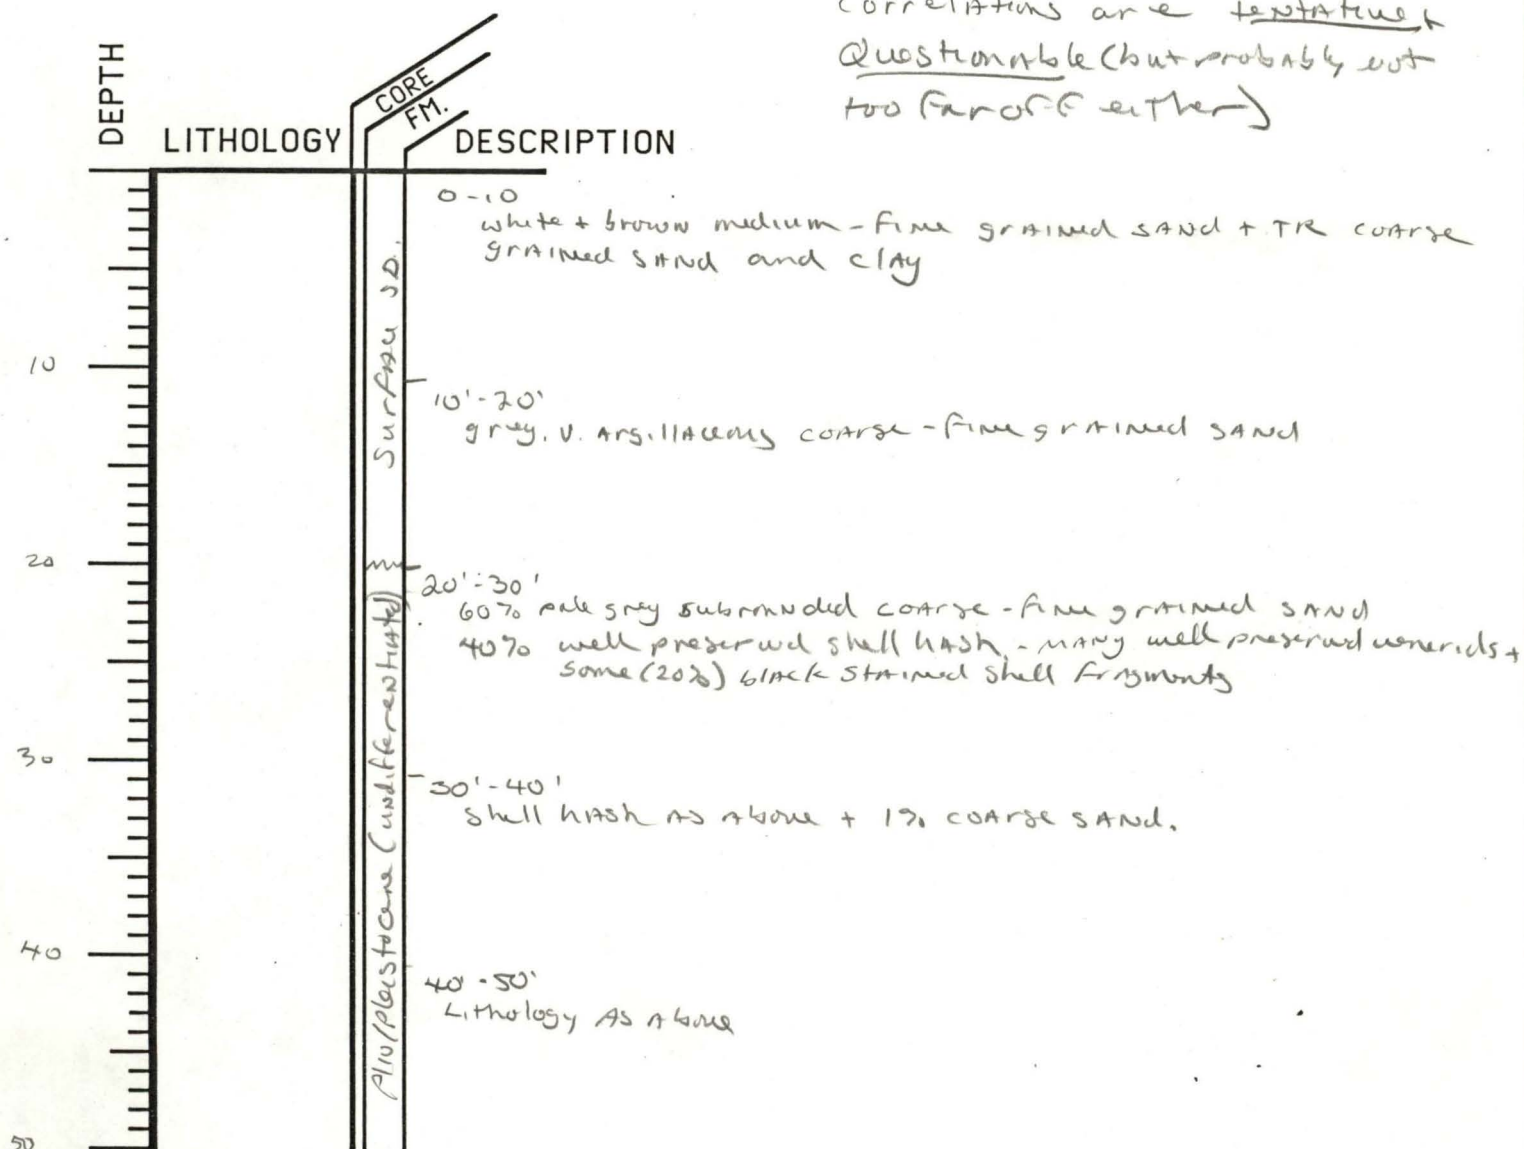 correlations are tentative +
Questionable (but probably not
too far off either)
DEPTH
LITHOLOGY
CORE
FM.
DESCRIPTION
0-10
white + brown medium - fine grained sand + TR coarse
grained sand and clay
Surface SD.
10
10'-20'
grey, v. argillaceous coarse - fine grained sand
20
20'-30'
60% pale grey subrounded coarse - fine grained sand
40% well preservd shell hash - many well preservd venerids +
some (20%) black stained shell fragments
Plio/Pleistocene (undifferentiated)
30
30'-40'
shell hash as above + 1% coarse sand.
40
40'-50'
Lithology as above
50